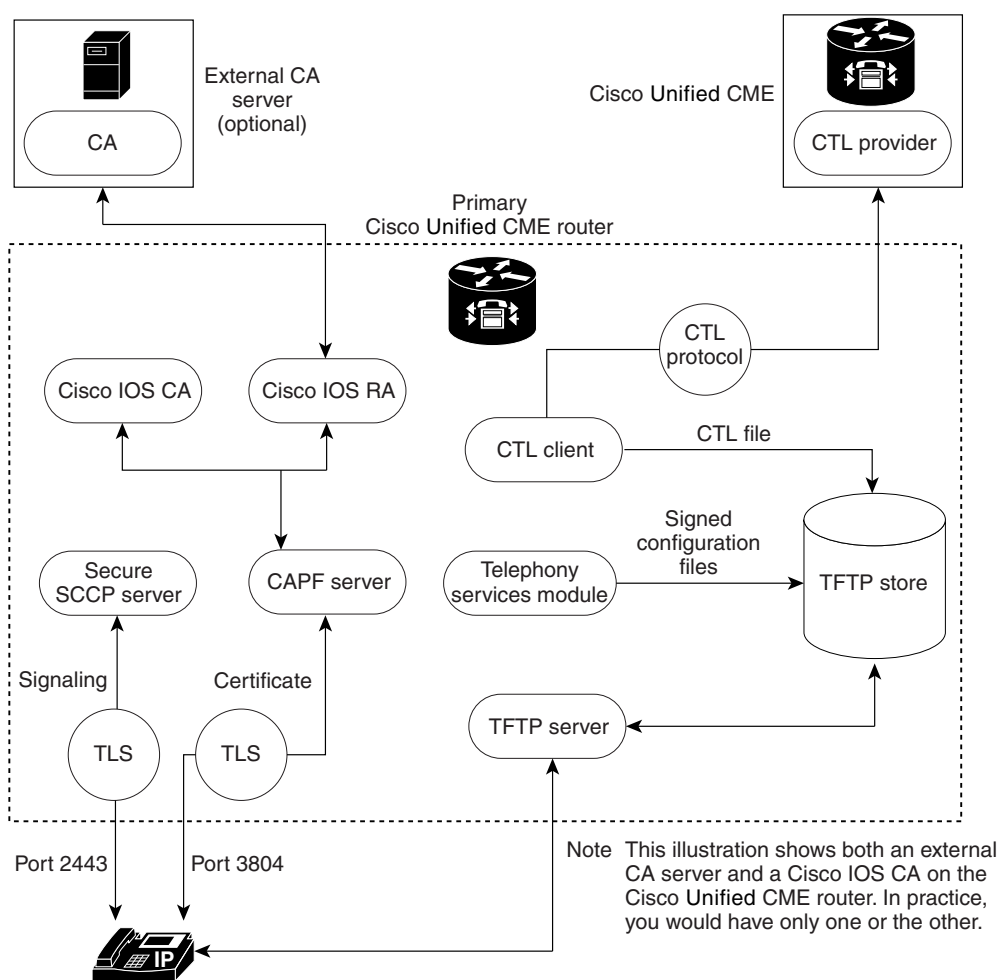 External CA
server
(optional)
CA
Cisco Unified CME
CTL provider
Primary
Cisco Unified CME router
CTL
protocol
Cisco IOS CA
Cisco IOS RA
CTL client
CTL file
Secure
SCCP server
CAPF server
Telephony
services module
Signed
configuration
files
TFTP store
Signaling
Certificate
TLS
TLS
TFTP server
Port 2443
Port 3804
Note This illustration shows both an external
CA server and a Cisco IOS CA on the
Cisco Unified CME router. In practice,
you would have only one or the other.
IP